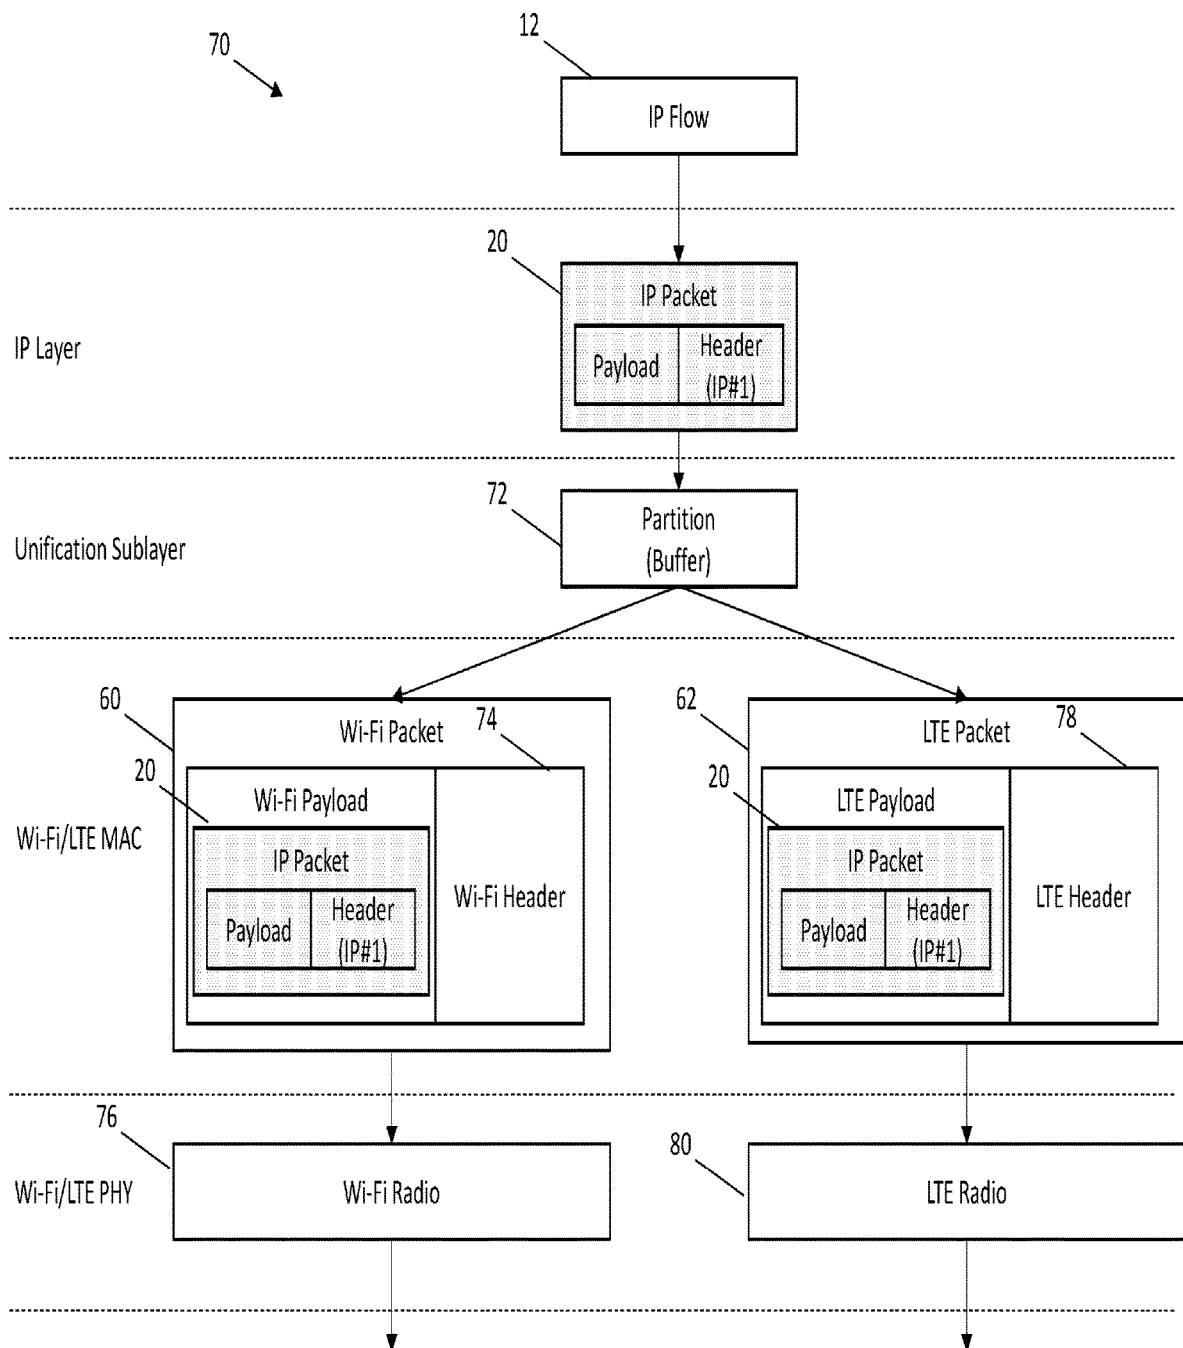 12
70
IP Flow
20
IP Packet
IP Layer
Payload
Header
(IP#1)
72
Partition
(Buffer)
Unification Sublayer
60
Wi-Fi Packet
74
62
LTE Packet
78
20
Wi-Fi Payload
20
LTE Payload
Wi-Fi/LTE MAC
IP Packet
Payload
Header
(IP#1)
Wi-Fi Header
IP Packet
Payload
Header
(IP#1)
LTE Header
76
80
Wi-Fi/LTE PHY
Wi-Fi Radio
LTE Radio